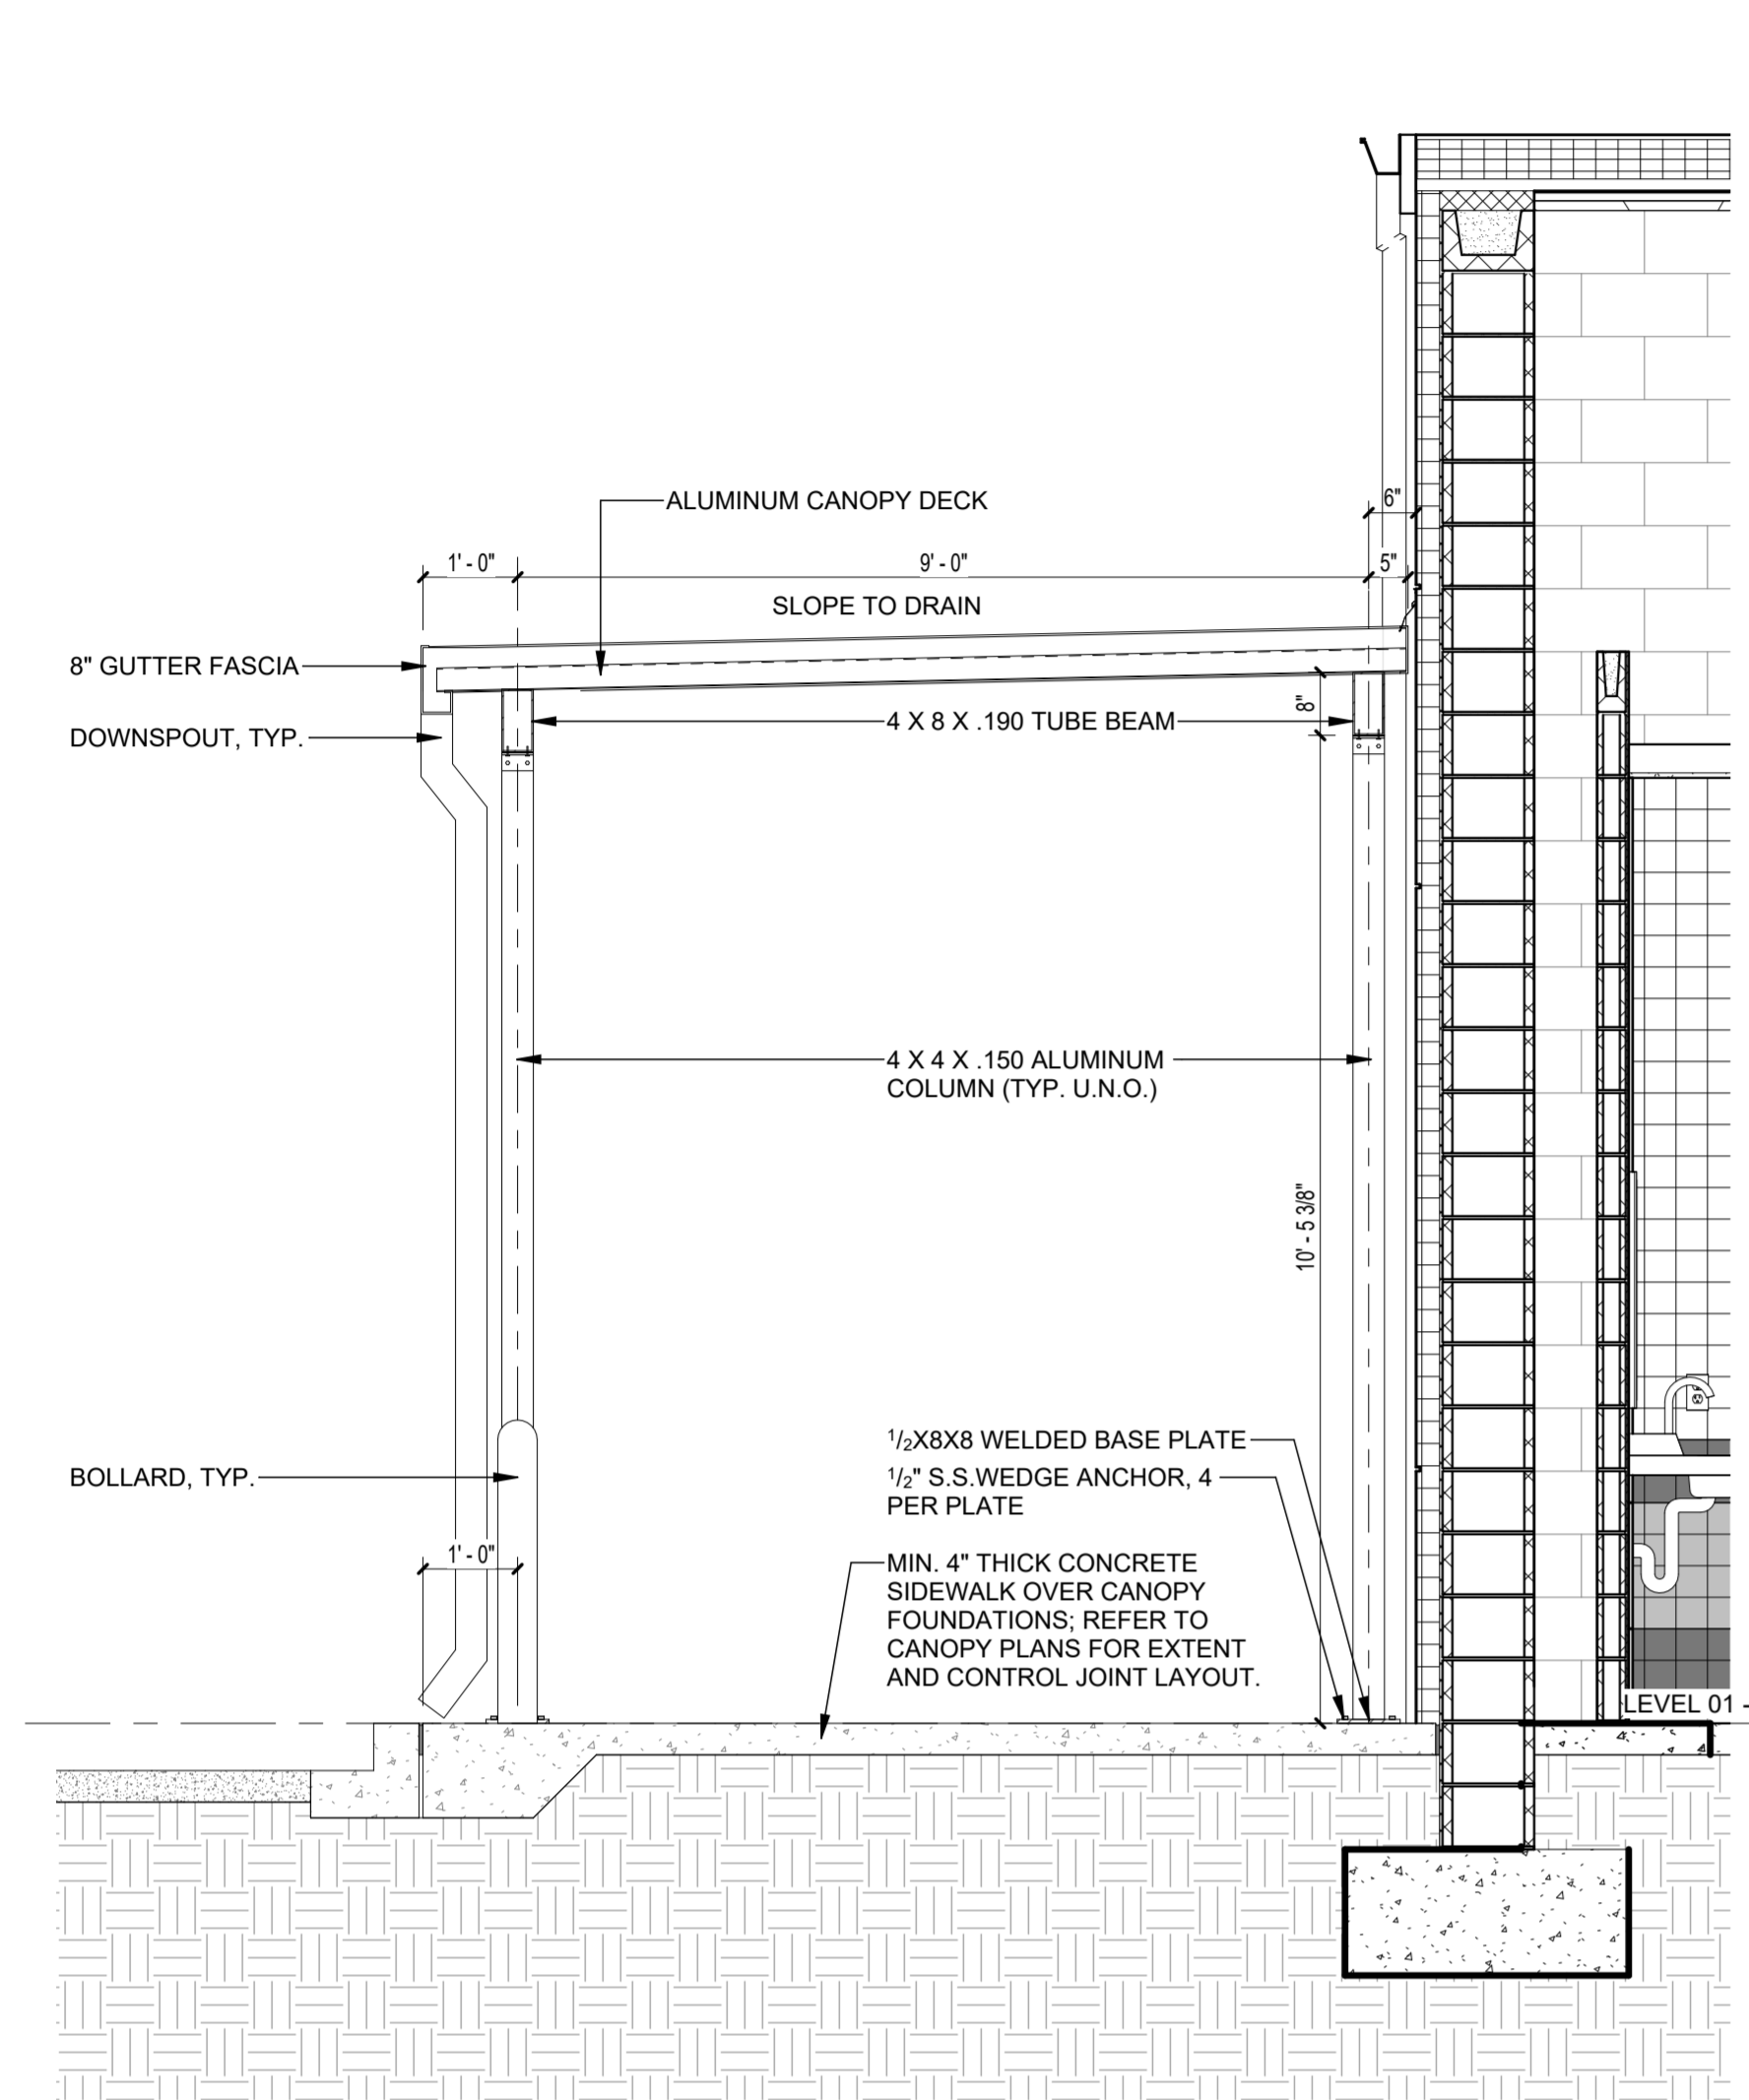 6"
ALUMINUM CANOPY DECK
1' - 0"
9' - 0"
5"
SLOPE TO DRAIN
8" GUTTER FASCIA
8"
4 X 8 X .190 TUBE BEAM
DOWNSPOUT, TYP.
4 X 4 X .150 ALUMINUM
COLUMN (TYP. U.N.O.)
10' - 5 3/8"
1/2X8X8 WELDED BASE PLATE
BOLLARD, TYP.
1/2" S.S.WEDGE ANCHOR, 4
PER PLATE
1' - 0"
MIN. 4" THICK CONCRETE
SIDEWALK OVER CANOPY
FOUNDATIONS; REFER TO
CANOPY PLANS FOR EXTENT
AND CONTROL JOINT LAYOUT.
LEVEL 01 -